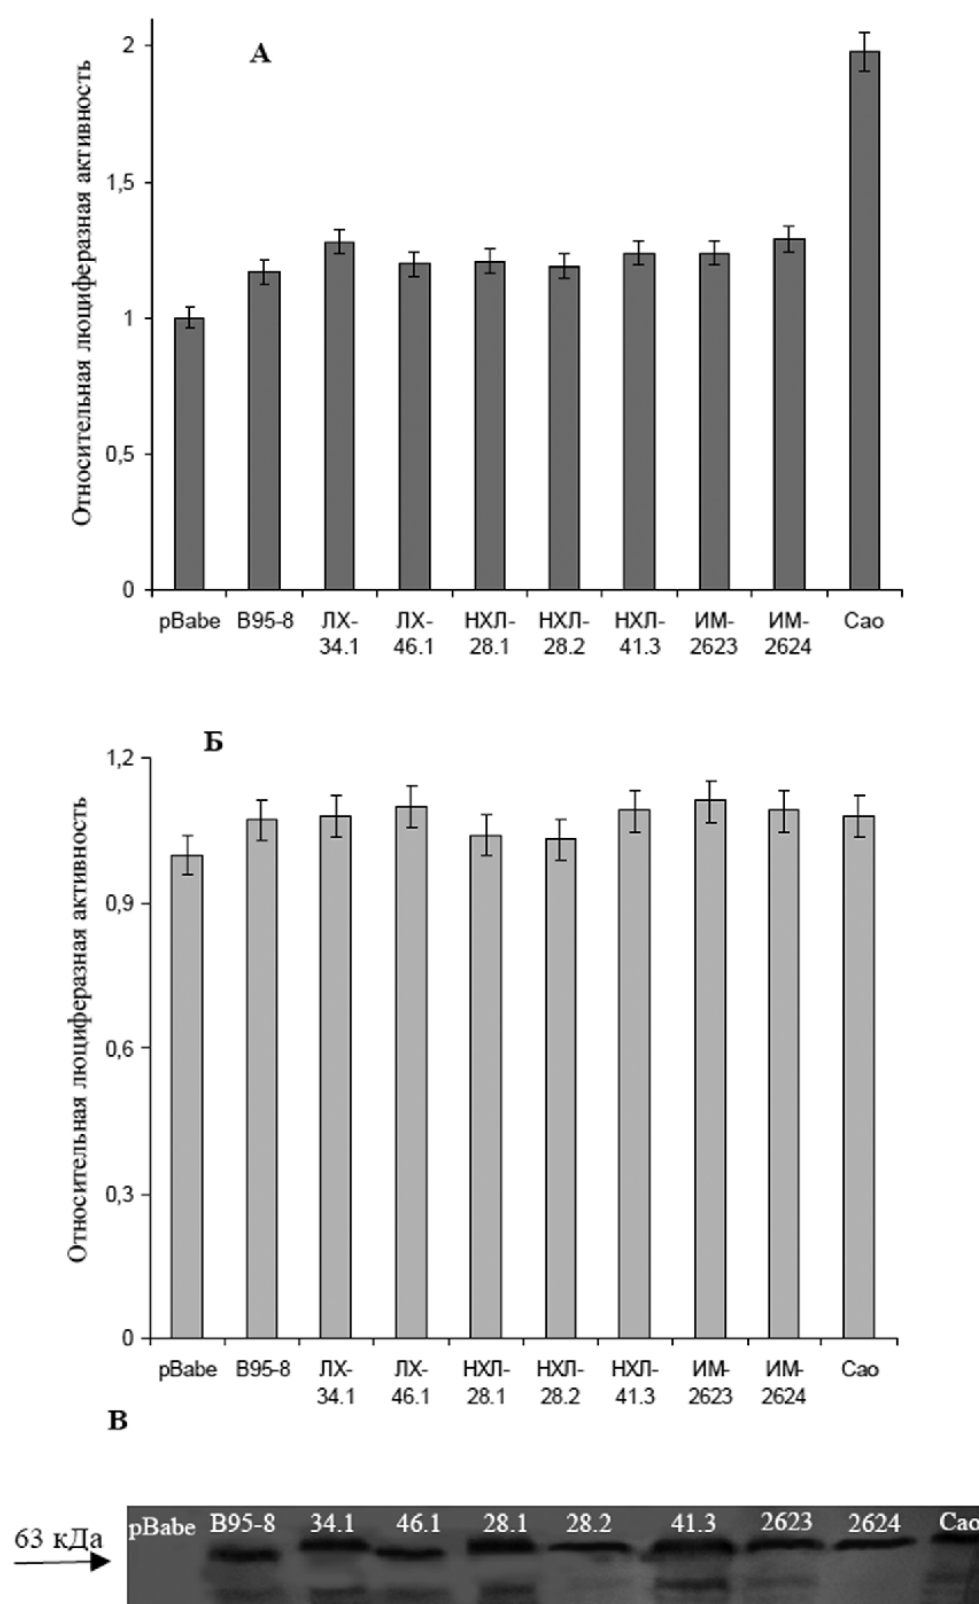 А
Относительная люциферазная активность
2
1,5
1
0,5
0
pBabe B95-8 ЛХ- ЛХ- НХЛ- НХЛ- НХЛ- ИМ- ИМ- Cao
34.1 46.1 28.1 28.2 41.3 2623 2624
Б
Относительная люциферазная активность
1,2
0,9
0,6
0,3
0
pBabe B95-8 ЛХ- ЛХ- НХЛ- НХЛ- НХЛ- ИМ- ИМ- Cao
34.1 46.1 28.1 28.2 41.3 2623 2624
В
63 кДа
pBabe B95-8 34.1 46.1 28.1 28.2 41.3 2623 2624 Cao